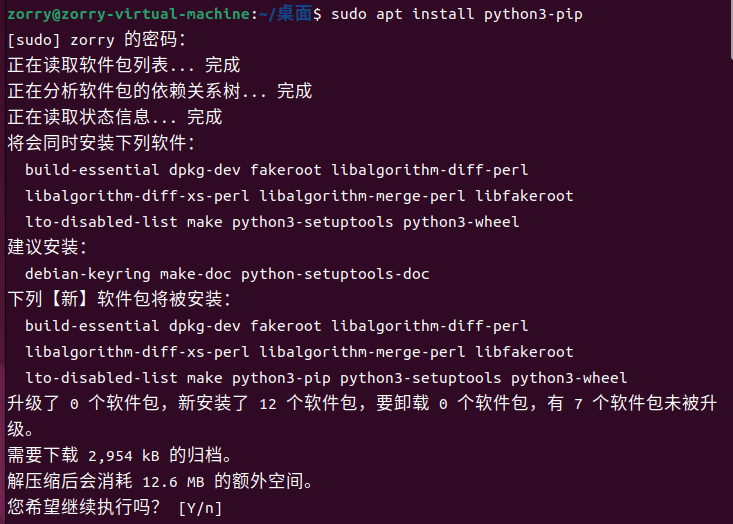 zorry@zorry-virtual-machine:~/桌面$ sudo apt install python3-pip
[sudo] zorry 的密码：
正在读取软件包列表... 完成
正在分析软件包的依赖关系树... 完成
正在读取状态信息... 完成
将会同时安装下列软件：
  build-essential dpkg-dev fakeroot libalgorithm-diff-perl
  libalgorithm-diff-xs-perl libalgorithm-merge-perl libfakeroot
  lto-disabled-list make python3-setuptools python3-wheel
建议安装：
  debian-keyring make-doc python-setuptools-doc
下列【新】软件包将被安装：
  build-essential dpkg-dev fakeroot libalgorithm-diff-perl
  libalgorithm-diff-xs-perl libalgorithm-merge-perl libfakeroot
  lto-disabled-list make python3-pip python3-setuptools python3-wheel
升级了 0 个软件包，新安装了 12 个软件包，要卸载 0 个软件包，有 7 个软件包未被升
级。
需要下载 2,954 kB 的归档。
解压缩后会消耗 12.6 MB 的额外空间。
您希望继续执行吗？ [Y/n]